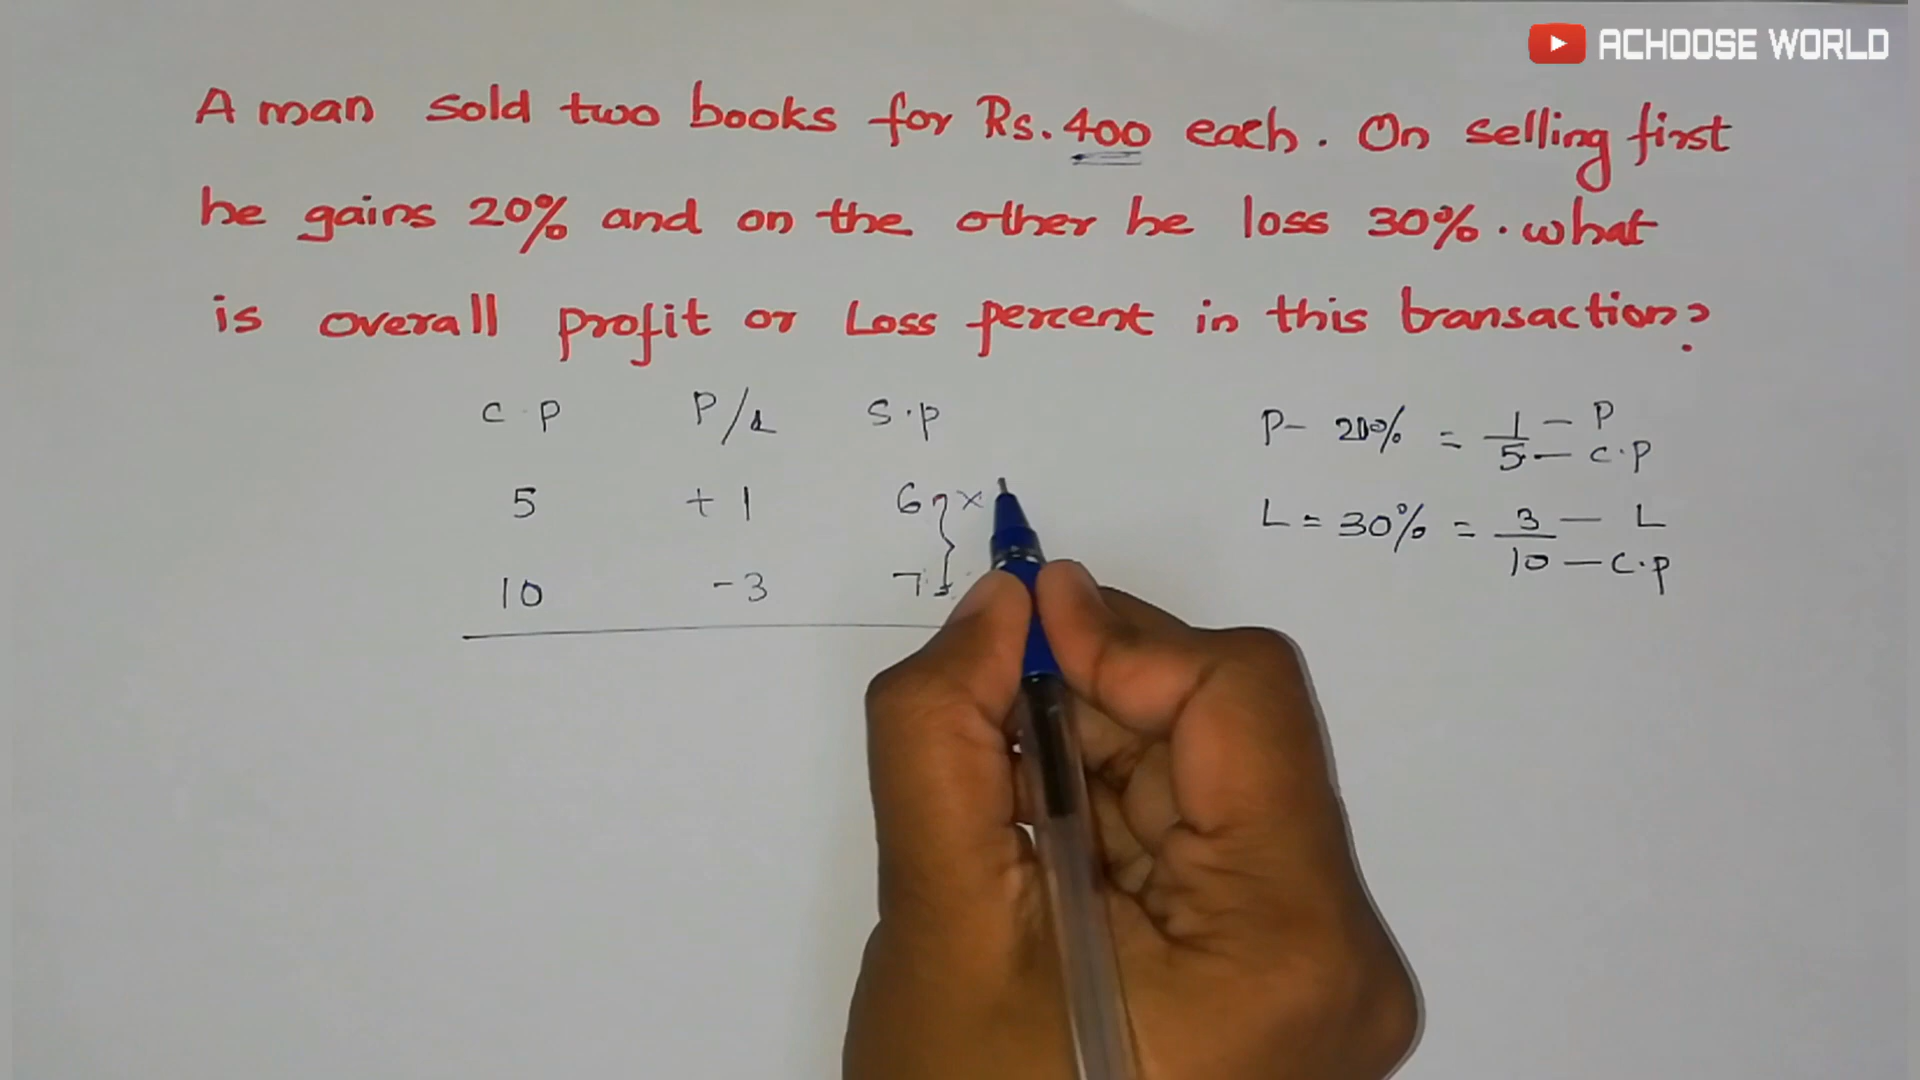 ACHOOSE WORLD
A man sold two books for Rs. 400 each. On selling first
he gains 20% and on the other he loss 30%. what
is overall profit or Loss percent in this transaction?
C.P P/L S.P
5 +1 6 ×
10 -3 7
P- 20% = 1/5 - P - C.P
L = 30% = 3/10 - L - C.P